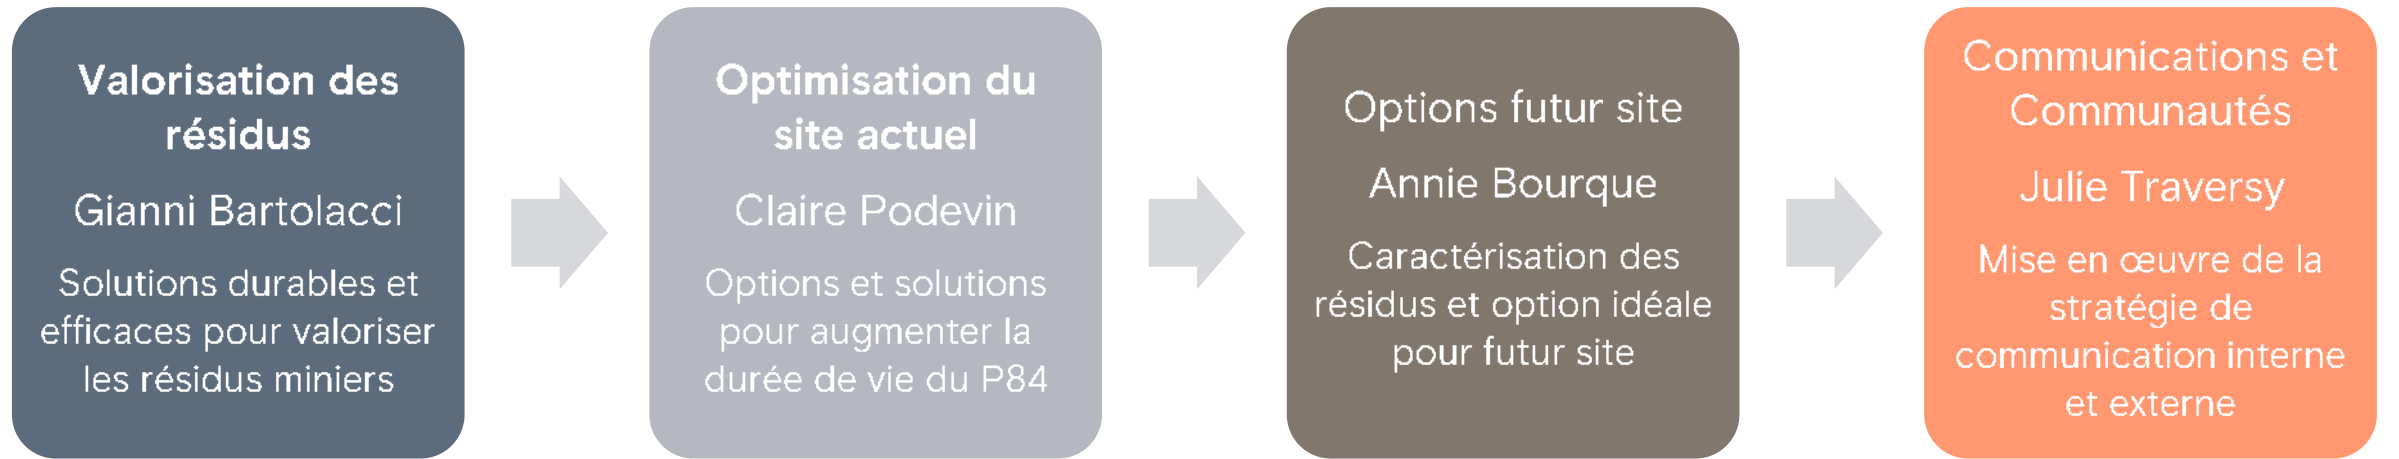 Valorisation des
résidus
Gianni Bartolacci
Solutions durables et
efficaces pour valoriser
les résidus miniers
Optimisation du
site actuel
Claire Podevin
Options et solutions
pour augmenter la
durée de vie du P84
Options futur site
Annie Bourque
Caractérisation des
résidus et option idéale
pour futur site
Communications et
Communautés
Julie Traversy
Mise en œuvre de la
stratégie de
communication interne
et externe